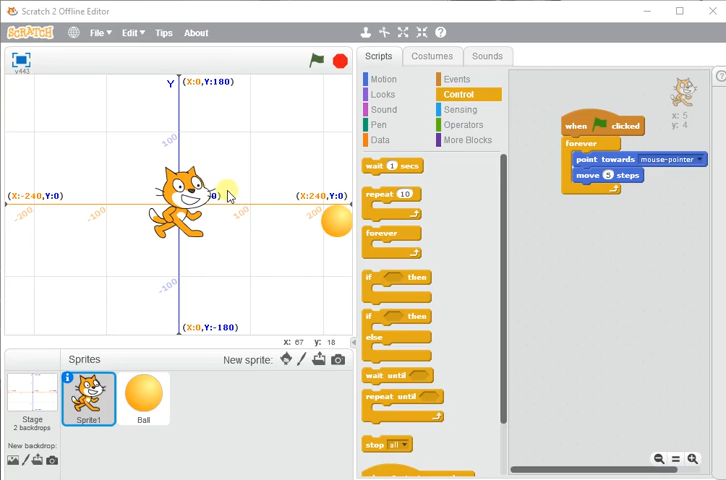 Scratch 2 Offline Editor
SCRATCH File Edit Tips About
v443
Y (X:0,Y:180)
100
(X:-240,Y:0)
0)
(X:240,Y:0)
-200 -100 100 200
-100
(X:0,Y:-180)
x: 67 y: 18
Sprites New sprite:
Stage
2 backdrops
New backdrop:
Sprite1
Ball
Scripts Costumes Sounds
Motion Events
Looks Control
Sound Sensing
Pen Operators
Data More Blocks
wait 1 secs
repeat 10
forever
if then
if then
else
wait until
repeat until
stop all
x: 5
y: 4
when clicked
forever
point towards mouse-pointer
move 5 steps